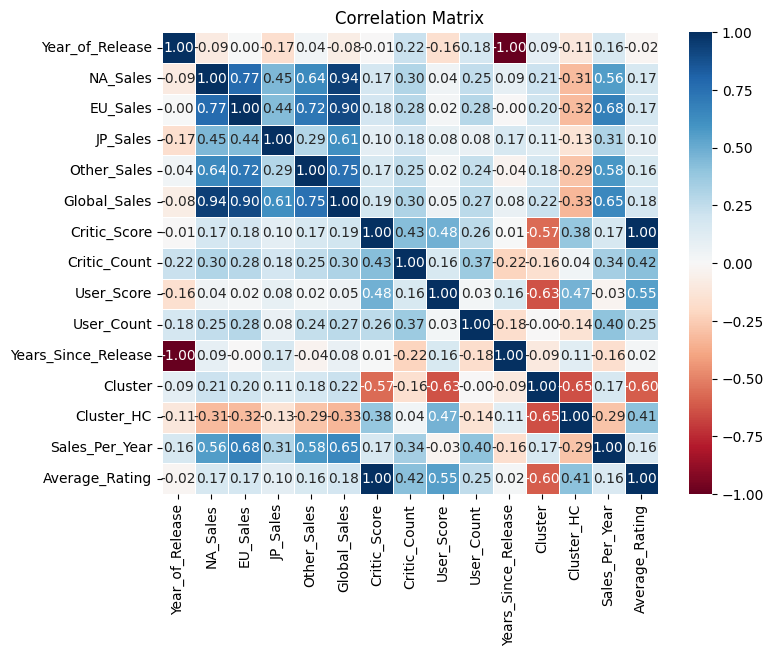 Correlation Matrix
Year_of_Release 1.00 -0.09 0.00 -0.17 0.04 -0.08 -0.01 0.22 -0.16 0.18 -1.00 0.09 -0.11 0.16 -0.02
NA_Sales -0.09 1.00 0.77 0.45 0.64 0.94 0.17 0.30 0.04 0.25 0.09 0.21 -0.31 0.56 0.17
EU_Sales 0.00 0.77 1.00 0.44 0.72 0.90 0.18 0.28 0.02 0.28 -0.00 0.20 -0.32 0.68 0.17
JP_Sales -0.17 0.45 0.44 1.00 0.29 0.61 0.10 0.18 0.08 0.08 0.17 0.11 -0.13 0.31 0.10
Other_Sales 0.04 0.64 0.72 0.29 1.00 0.75 0.17 0.25 0.02 0.24 -0.04 0.18 -0.29 0.58 0.16
Global_Sales -0.08 0.94 0.90 0.61 0.75 1.00 0.19 0.30 0.05 0.27 0.08 0.22 -0.33 0.65 0.18
Critic_Score -0.01 0.17 0.18 0.10 0.17 0.19 1.00 0.43 0.48 0.26 0.01 -0.57 0.38 0.17 1.00
Critic_Count 0.22 0.30 0.28 0.18 0.25 0.30 0.43 1.00 0.16 0.37 -0.22 -0.16 0.04 0.34 0.42
User_Score -0.16 0.04 0.02 0.08 0.02 0.05 0.48 0.16 1.00 0.03 0.16 -0.63 0.47 -0.03 0.55
User_Count 0.18 0.25 0.28 0.08 0.24 0.27 0.26 0.37 0.03 1.00 -0.18 -0.00 -0.14 0.40 0.25
Years_Since_Release -1.00 0.09 -0.00 0.17 -0.04 0.08 0.01 -0.22 0.16 -0.18 1.00 -0.09 0.11 -0.16 0.02
Cluster 0.09 0.21 0.20 0.11 0.18 0.22 -0.57 -0.16 -0.63 -0.00 -0.09 1.00 -0.65 0.17 -0.60
Cluster_HC -0.11 -0.31 -0.32 -0.13 -0.29 -0.33 0.38 0.04 0.47 -0.14 0.11 -0.65 1.00 -0.29 0.41
Sales_Per_Year 0.16 0.56 0.68 0.31 0.58 0.65 0.17 0.34 -0.03 0.40 -0.16 0.17 -0.29 1.00 0.16
Average_Rating -0.02 0.17 0.17 0.10 0.16 0.18 1.00 0.42 0.55 0.25 0.02 -0.60 0.41 0.16 1.00
Year_of_Release
NA_Sales
EU_Sales
JP_Sales
Other_Sales
Global_Sales
Critic_Score
Critic_Count
User_Score
User_Count
Years_Since_Release
Cluster
Cluster_HC
Sales_Per_Year
Average_Rating
1.00
0.75
0.50
0.25
0.00
−0.25
−0.50
−0.75
−1.00